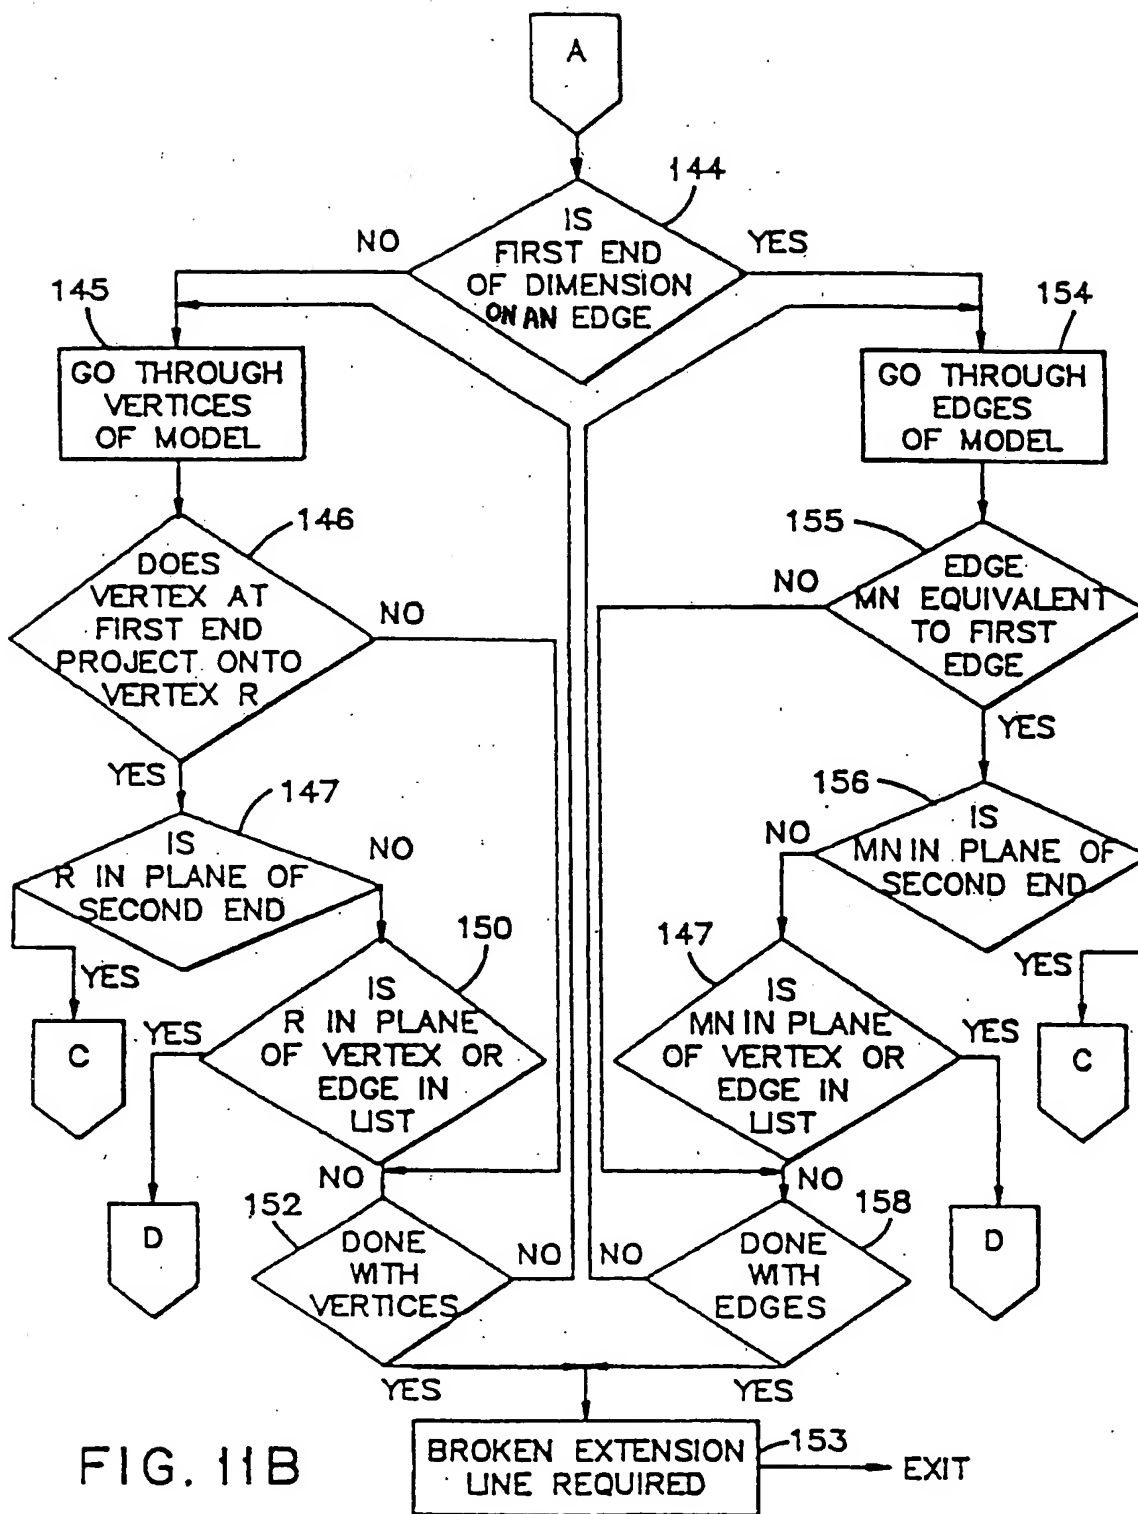 A
144
IS
FIRST END
OF DIMENSION
ON AN EDGE
NO
YES
145
GO THROUGH
VERTICES
OF MODEL
154
GO THROUGH
EDGES
OF MODEL
146
DOES
VERTEX AT
FIRST END
PROJECT ONTO
VERTEX R
NO
YES
155
EDGE
MN EQUIVALENT
TO FIRST
EDGE
NO
YES
147
IS
R IN PLANE OF
SECOND END
NO
YES
C
156
IS
MN IN PLANE OF
SECOND END
NO
YES
C
150
IS
R IN PLANE
OF VERTEX OR
EDGE IN
LIST
YES
NO
D
147
IS
MN IN PLANE
OF VERTEX OR
EDGE IN
LIST
YES
NO
D
152
DONE
WITH
VERTICES
NO
YES
158
DONE
WITH
EDGES
NO
YES
BROKEN EXTENSION
LINE REQUIRED
153
EXIT
FIG. 11B